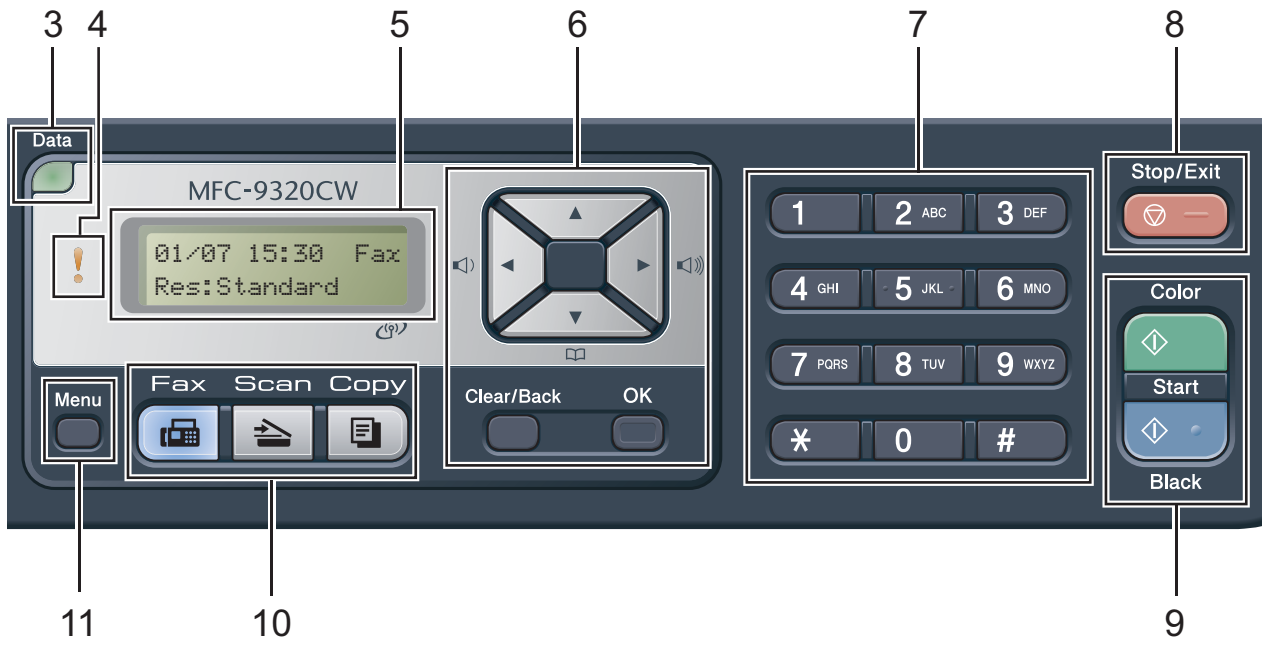 3 4 5 6 7 8
Data
MFC-9320CW
01/07 15:30 Fax
Res:Standard
Menu
Fax Scan Copy
Clear/Back OK
1 2 ABC 3 DEF
4 GHI 5 JKL 6 MNO
7 PQRS 8 TUV 9 WXYZ
* 0 #
Stop/Exit
Color
Start
Black
11 10 9